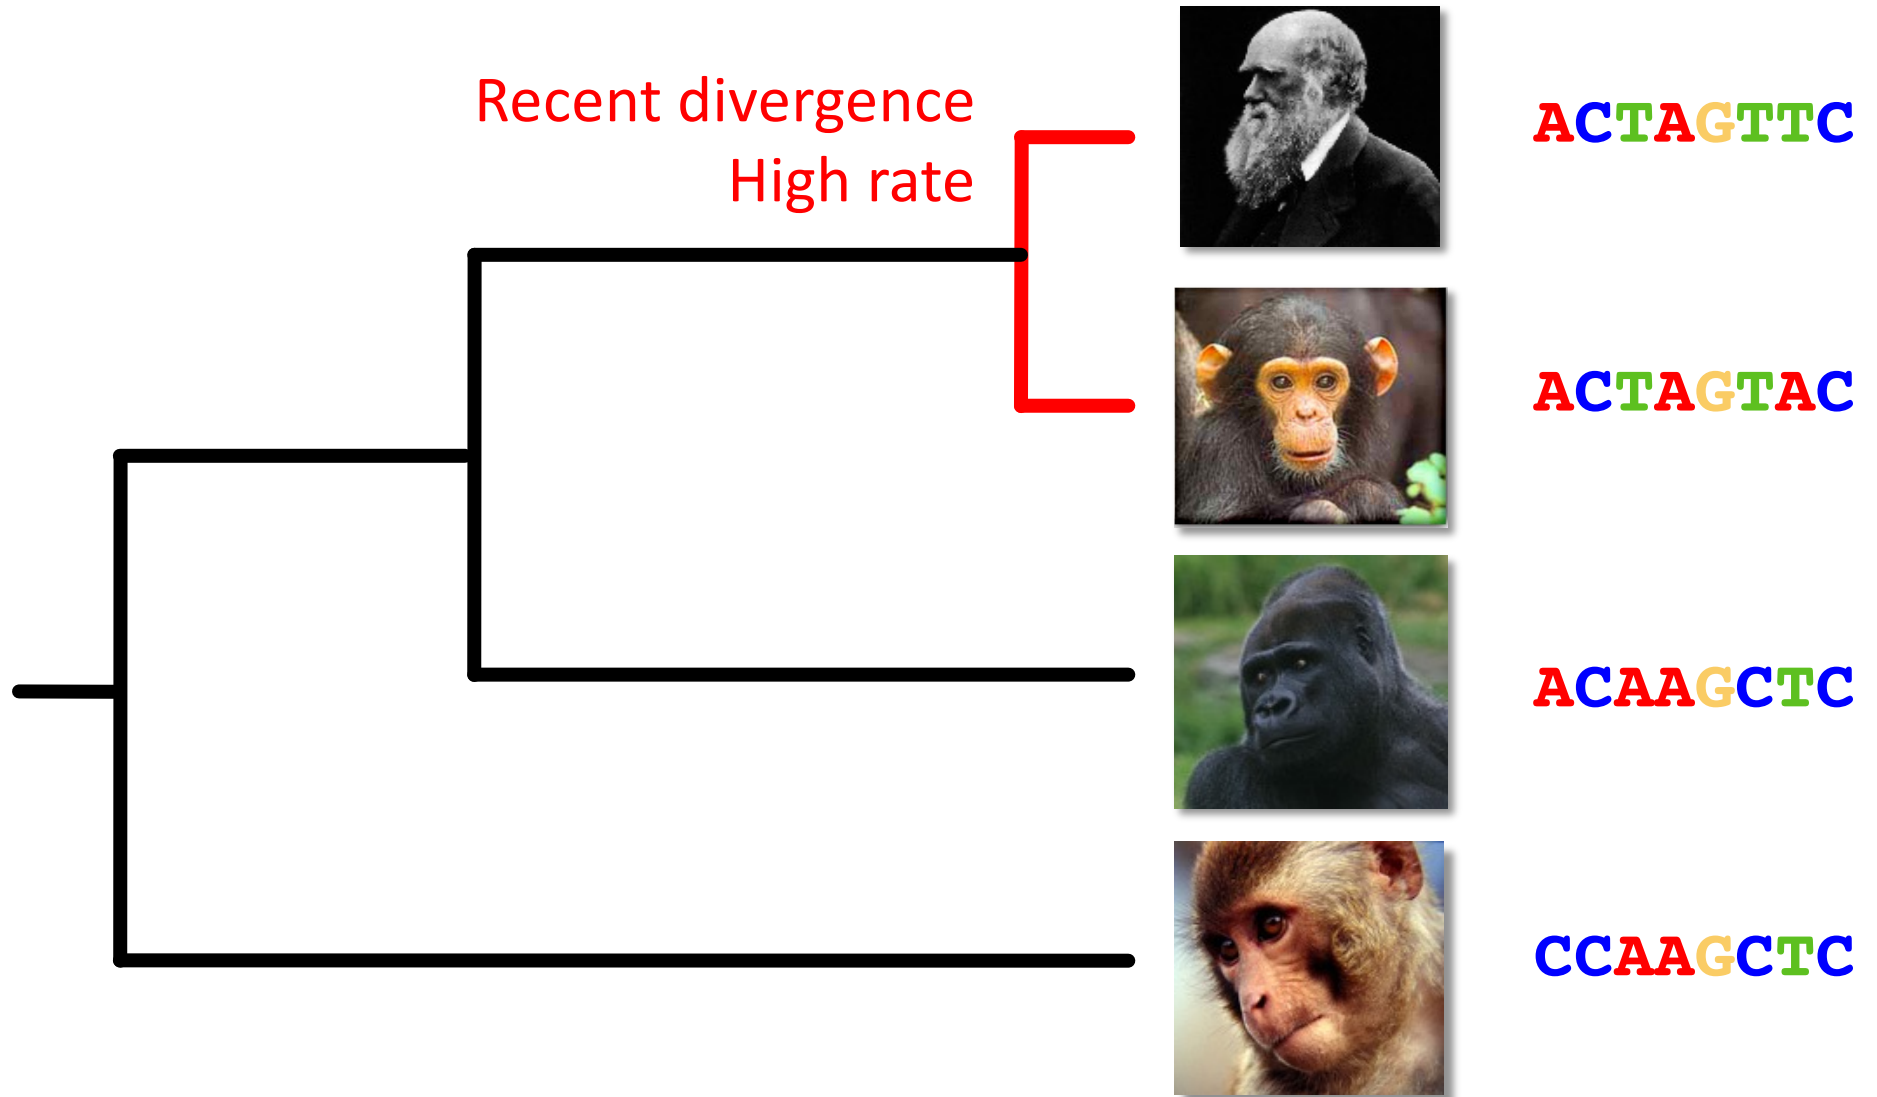 Recent divergence
High rate
ACTAGTTC
ACTAGTAC
ACAAGCTC
CCAAGCTC